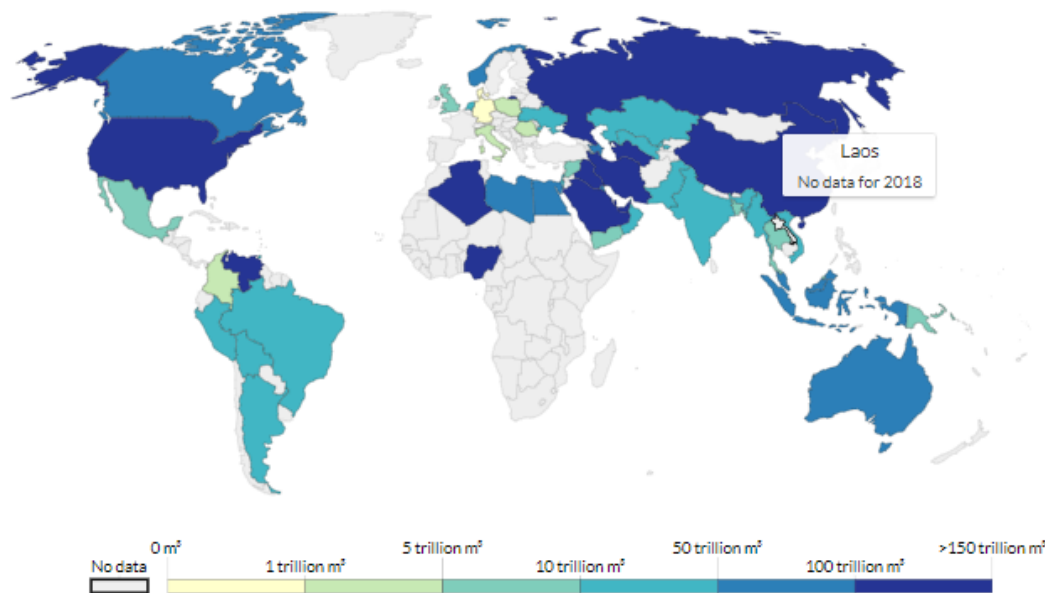 Laos
No data for 2018
0 m³ 5 trillion m³ 50 trillion m³ >150 trillion m³
No data 1 trillion m³ 10 trillion m³ 100 trillion m³